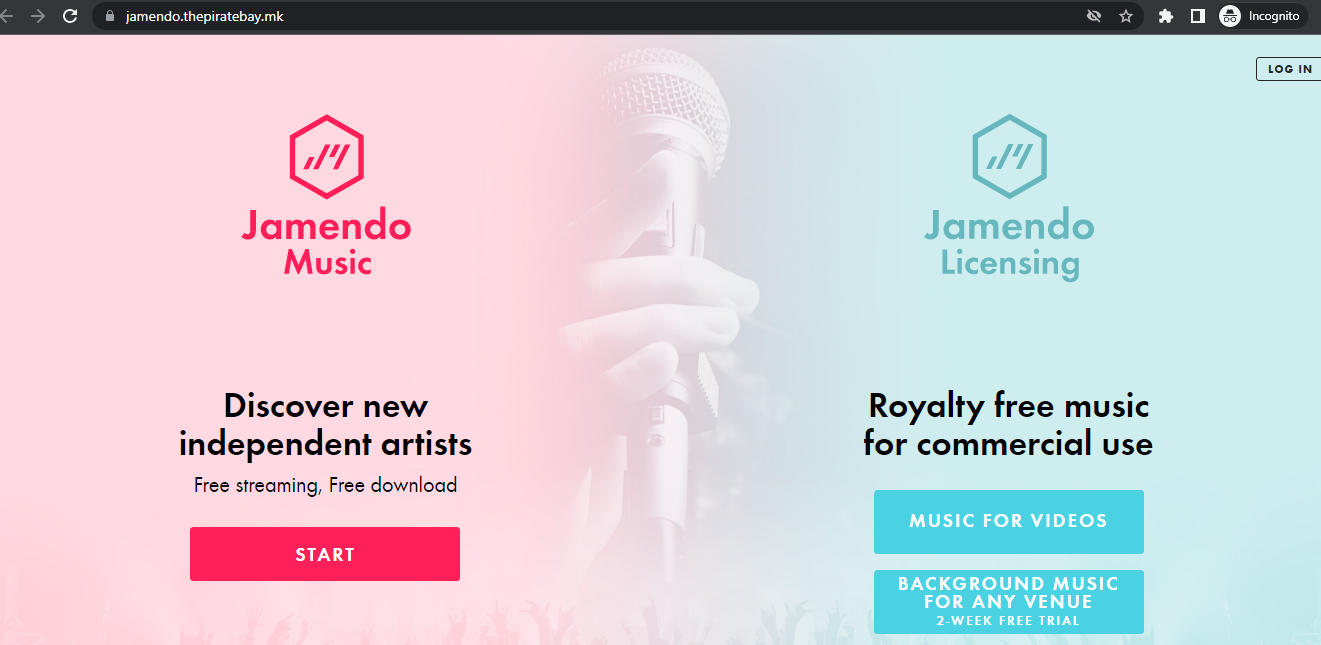 jamendo.thepiratebay.mk
Incognito
LOG IN
Jamendo
Music
Discover new
independent artists
Free streaming, Free download
START
Jamendo
Licensing
Royalty free music
for commercial use
MUSIC FOR VIDEOS
BACKGROUND MUSIC
FOR ANY VENUE
2-WEEK FREE TRIAL